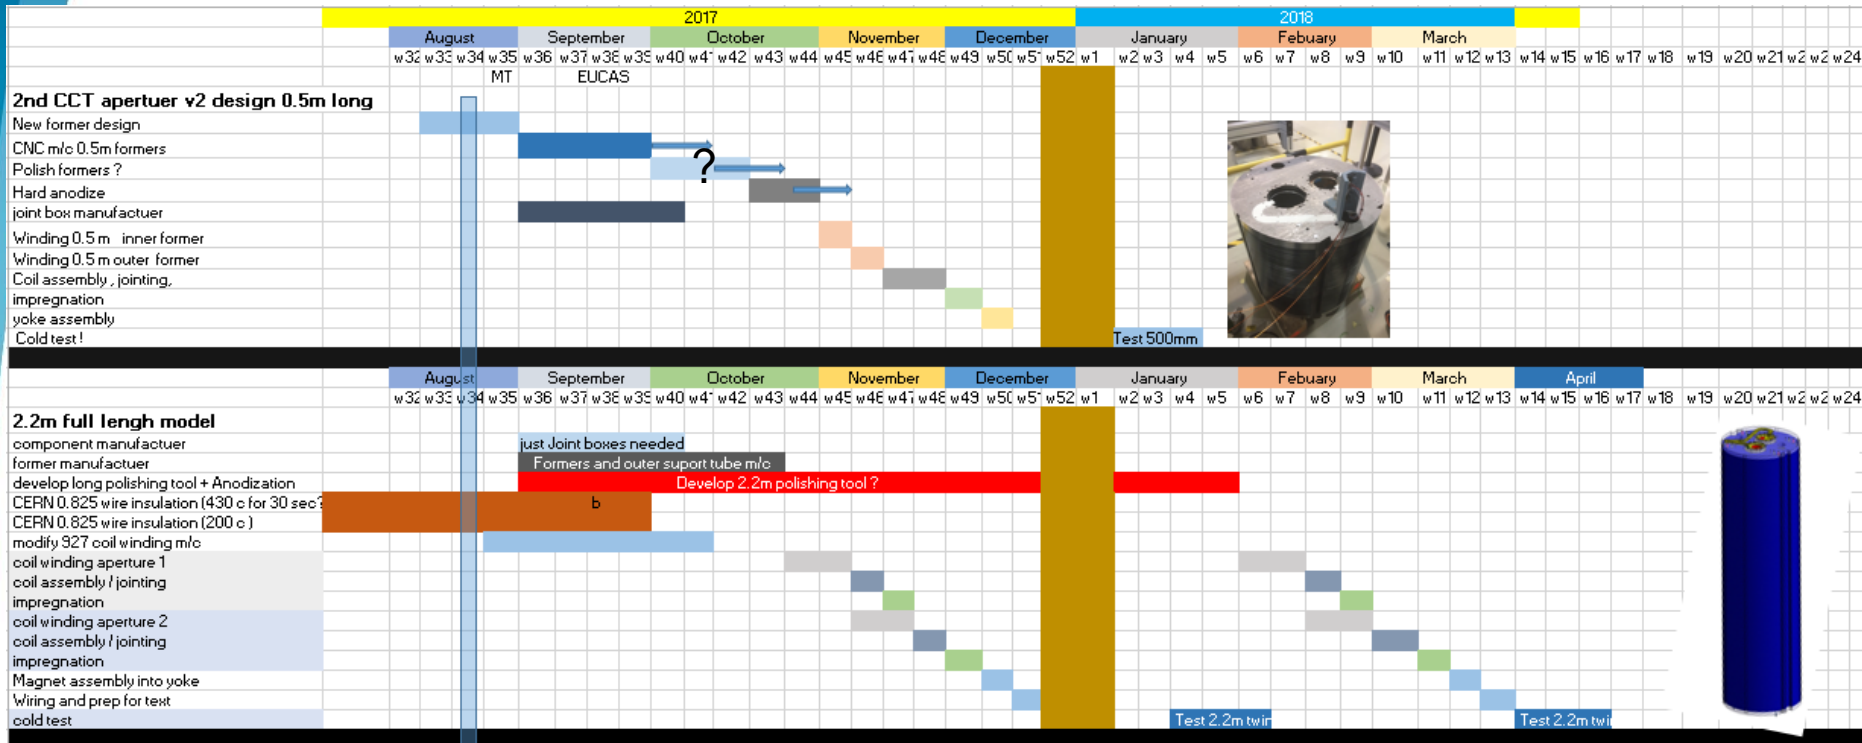 2017 2018
August September October November December January Febuary March
w32 w33 w34 w35 w36 w37 w38 w39 w40 w41 w42 w43 w44 w45 w46 w47 w48 w49 w50 w51 w52 w1 w2 w3 w4 w5 w6 w7 w8 w9 w10 w11 w12 w13 w14 w15 w16 w17 w18 w19 w20 w21 w2 w2 w24
MT EUCAS
2nd CCT apertuer v2 design 0.5m long
New former design
CNC m/c 0.5m formers
?
Polish formers ?
Hard anodize
joint box manufactuer
Winding 0.5 m inner former
Winding 0.5 m outer former
Coil assembly , jointing,
impregnation
yoke assembly
Cold test! Test 500mm
August September October November December January Febuary March April
w32 w33 w34 w35 w36 w37 w38 w39 w40 w41 w42 w43 w44 w45 w46 w47 w48 w49 w50 w51 w52 w1 w2 w3 w4 w5 w6 w7 w8 w9 w10 w11 w12 w13 w14 w15 w16 w17 w18 w19 w20 w21 w2 w2 w24
2.2m full lengh model
component manufactuer just Joint boxes needed
former manufactuer Formers and outer suport tube m/c
develop long polishing tool + Anodization Develop 2.2m polishing tool ?
CERN 0.825 wire insulation (430 c for 30 sec? b
CERN 0.825 wire insulation (200 c )
modify 927 coil winding m/c
coil winding aperture 1
coil assembly / jointing
impregnation
coil winding aperture 2
coil assembly / jointing
impregnation
Magnet assembly into yoke
Wiring and prep for text
cold test Test 2.2m twin Test 2.2m twin